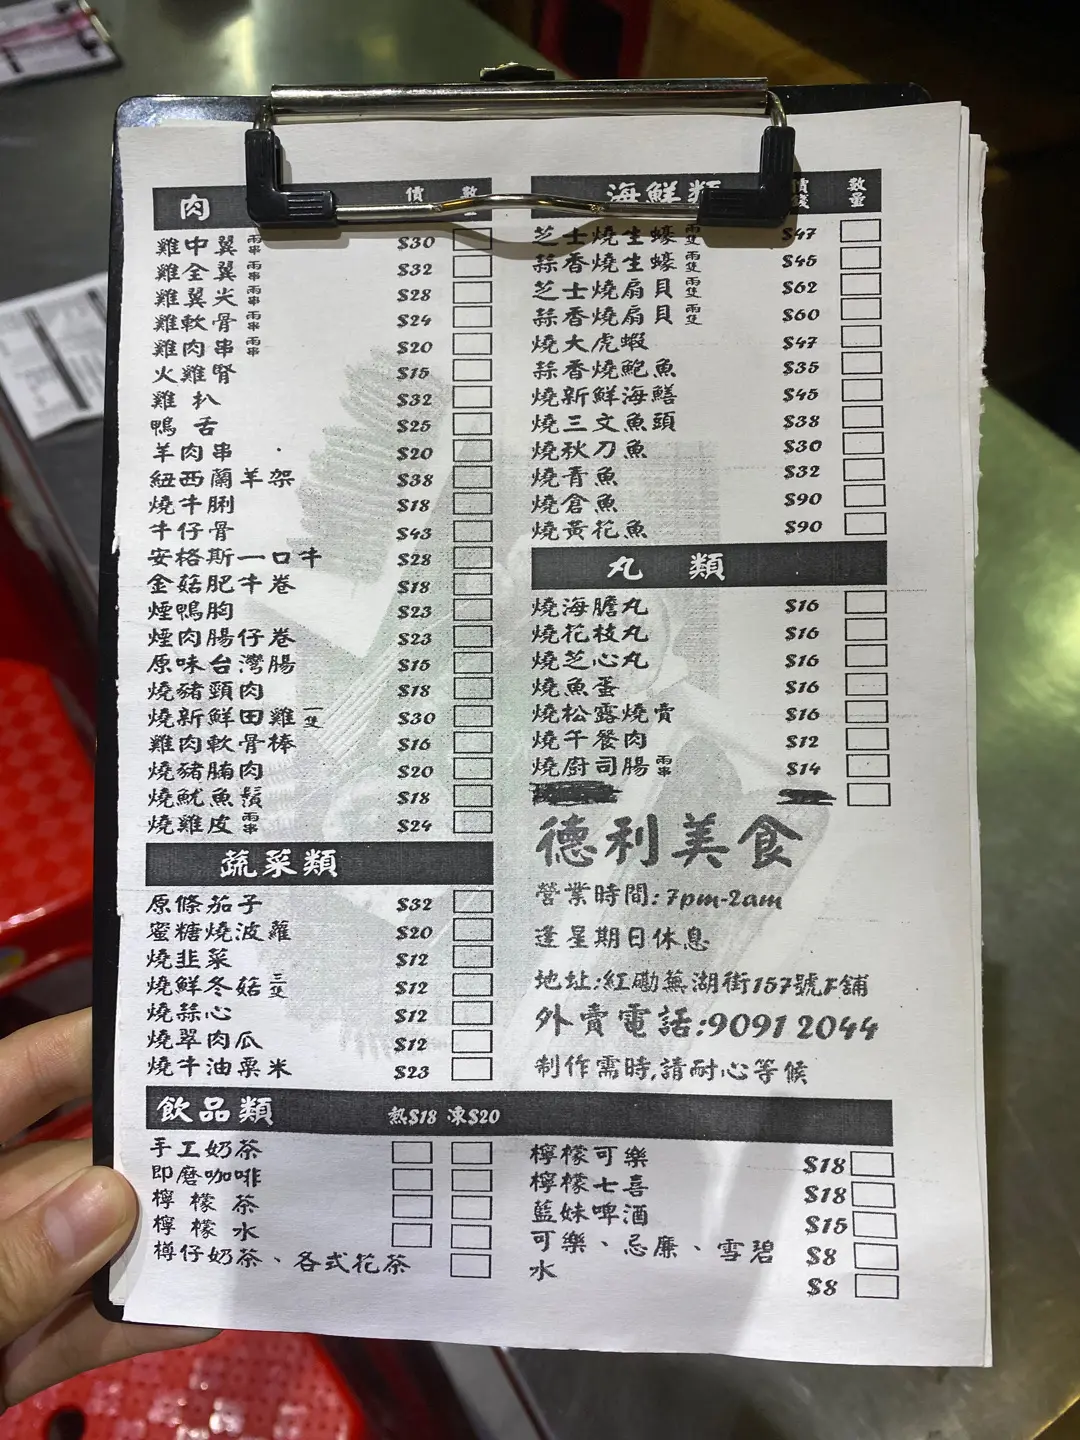 肉 價 數
雞中翼 兩串 $30
雞全翼 兩串 $32
雞翼尖 兩串 $28
雞軟骨 兩串 $24
雞肉串 兩串 $20
火雞腎 $15
雞扒 $32
鴨舌 $25
羊肉串 $20
紐西蘭羊架 $38
燒牛脷 $18
牛仔骨 $43
安格斯一口牛 $28
金菇肥牛卷 $18
煙鴨胸 $23
煙肉腸仔卷 $23
原味台灣腸 $15
燒豬頸肉 $18
燒新鮮田雞 一隻 $30
雞肉軟骨棒 $16
燒豬腩肉 $20
燒魷魚鬚 $18
燒雞皮 兩串 $24
蔬菜類
原條茄子 $32
蜜糖燒波蘿 $20
燒韭菜 $12
燒鮮冬菇 三隻 $12
燒蒜心 $12
燒翠肉瓜 $12
燒牛油粟米 $23
海鮮類 價錢 數量
芝士燒生蠔 兩隻 $47
蒜香燒生蠔 兩隻 $45
芝士燒扇貝 兩隻 $62
蒜香燒扇貝 兩隻 $60
燒大虎蝦 $47
蒜香燒鮑魚 $35
燒新鮮海鱔 $45
燒三文魚頭 $38
燒秋刀魚 $30
燒青魚 $32
燒倉魚 $90
燒黃花魚 $90
丸類
燒海膽丸 $16
燒花枝丸 $16
燒芝心丸 $16
燒魚蛋 $16
燒松露燒賣 $16
燒午餐肉 $12
燒廚司腸 兩串 $14
德利美食
營業時間:7pm-2am
逢星期日休息
地址:紅磡蕪湖街157號F舖
外賣電話:9091 2044
制作需時,請耐心等候
飲品類 熱$18 凍$20
手工奶茶
即磨咖啡
檸檬茶
檸檬水
樽仔奶茶、各式花茶
檸檬可樂 $18
檸檬七喜 $18
藍妹啤酒 $15
可樂、忌廉、雪碧 $8
水 $8